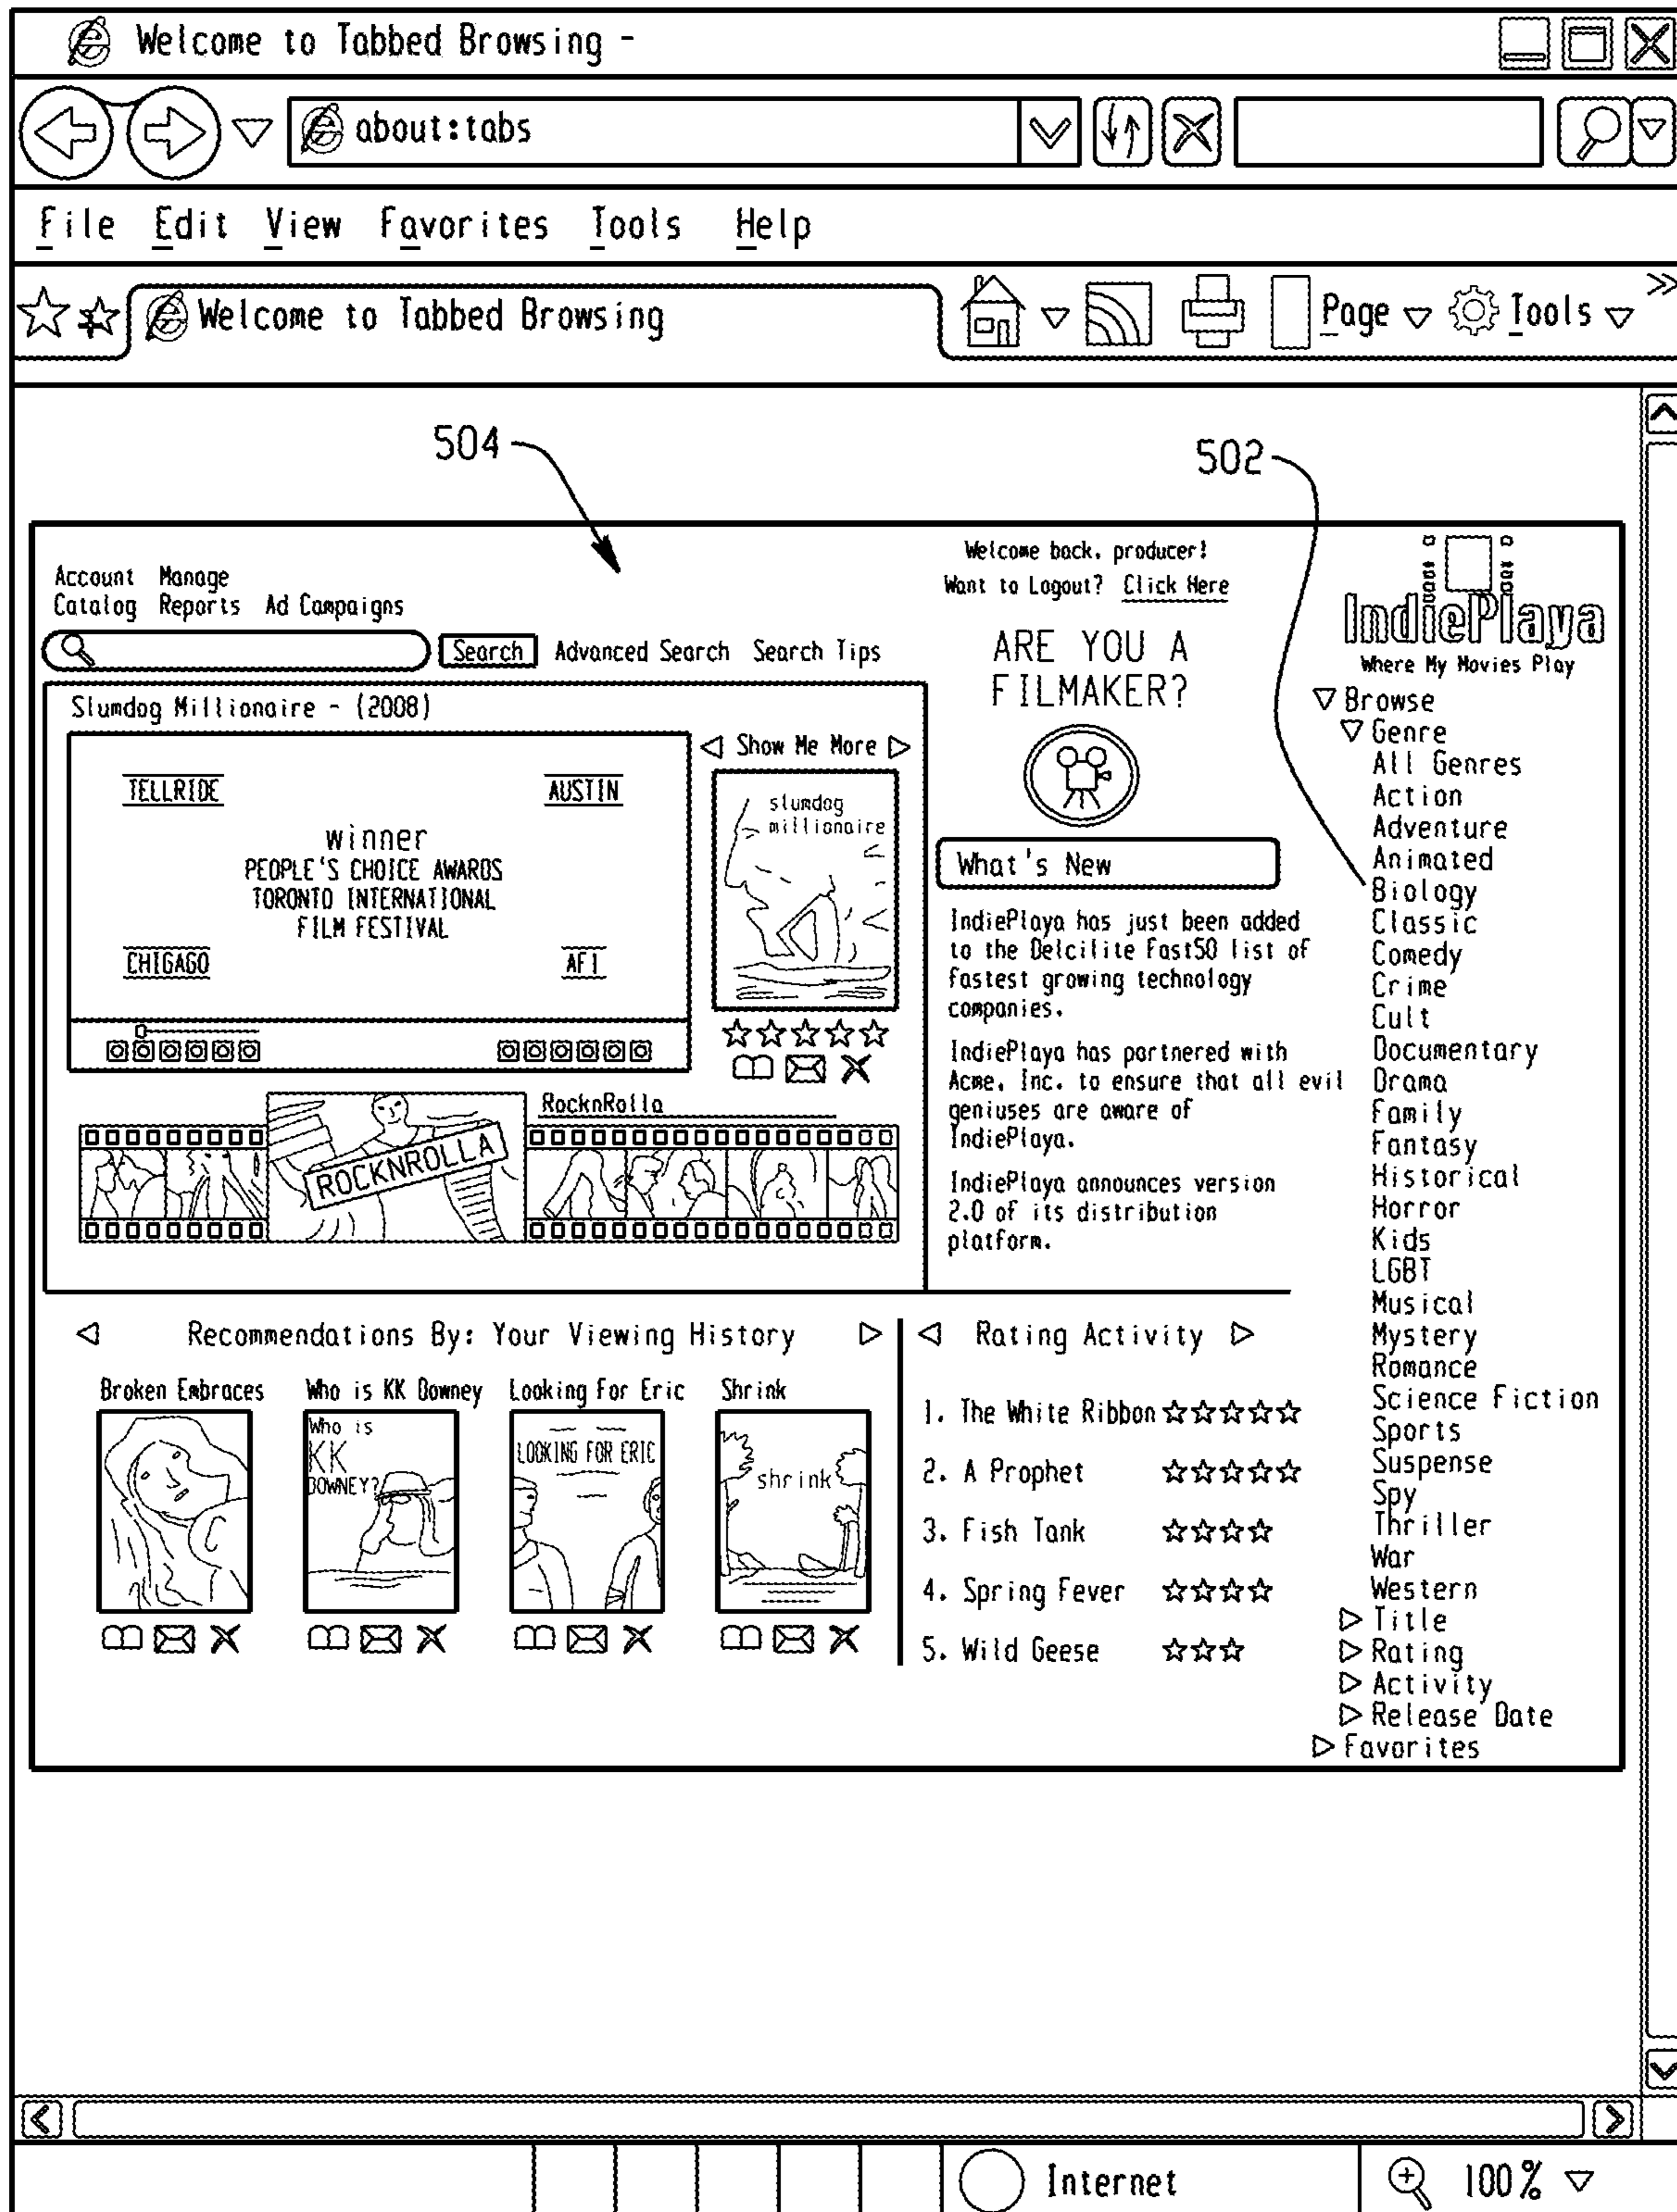 Welcome to Tabbed Browsing -
about:tabs
File Edit View Favorites Tools Help
Welcome to Tabbed Browsing
Page Tools
504
502
Account Manage
Catalog Reports Ad Campaigns
Search Advanced Search Search Tips
Slumdog Millionaire - (2008)
Show Me More
TELLRIDE AUSTIN
winner
PEOPLE'S CHOICE AWARDS
TORONTO INTERNATIONAL
FILM FESTIVAL
CHIGAGO AFI
slumdog
millionaire
RocknRolla
ROCKNROLLA
Welcome back, producer!
Want to Logout? Click Here
ARE YOU A
FILMAKER?
What's New
IndiePlaya has just been added
to the Delcilite Fast50 list of
fastest growing technology
companies.
IndiePlaya has partnered with
Acme, Inc. to ensure that all evil
geniuses are aware of
IndiePlaya.
IndiePlaya announces version
2.0 of its distribution
platform.
IndiePlaya
Where My Movies Play
Browse
Genre
All Genres
Action
Adventure
Animated
Biology
Classic
Comedy
Crime
Cult
Documentary
Drama
Family
Fantasy
Historical
Horror
Kids
LGBT
Musical
Mystery
Romance
Science Fiction
Sports
Suspense
Spy
Thriller
War
Western
Title
Rating
Activity
Release Date
Favorites
Recommendations By: Your Viewing History
Broken Embraces Who is KK Downey Looking For Eric Shrink
Who is
KK
DOWNEY?
LOOKING FOR ERIC
shrink
Rating Activity
1. The White Ribbon
2. A Prophet
3. Fish Tank
4. Spring Fever
5. Wild Geese
Internet
100%